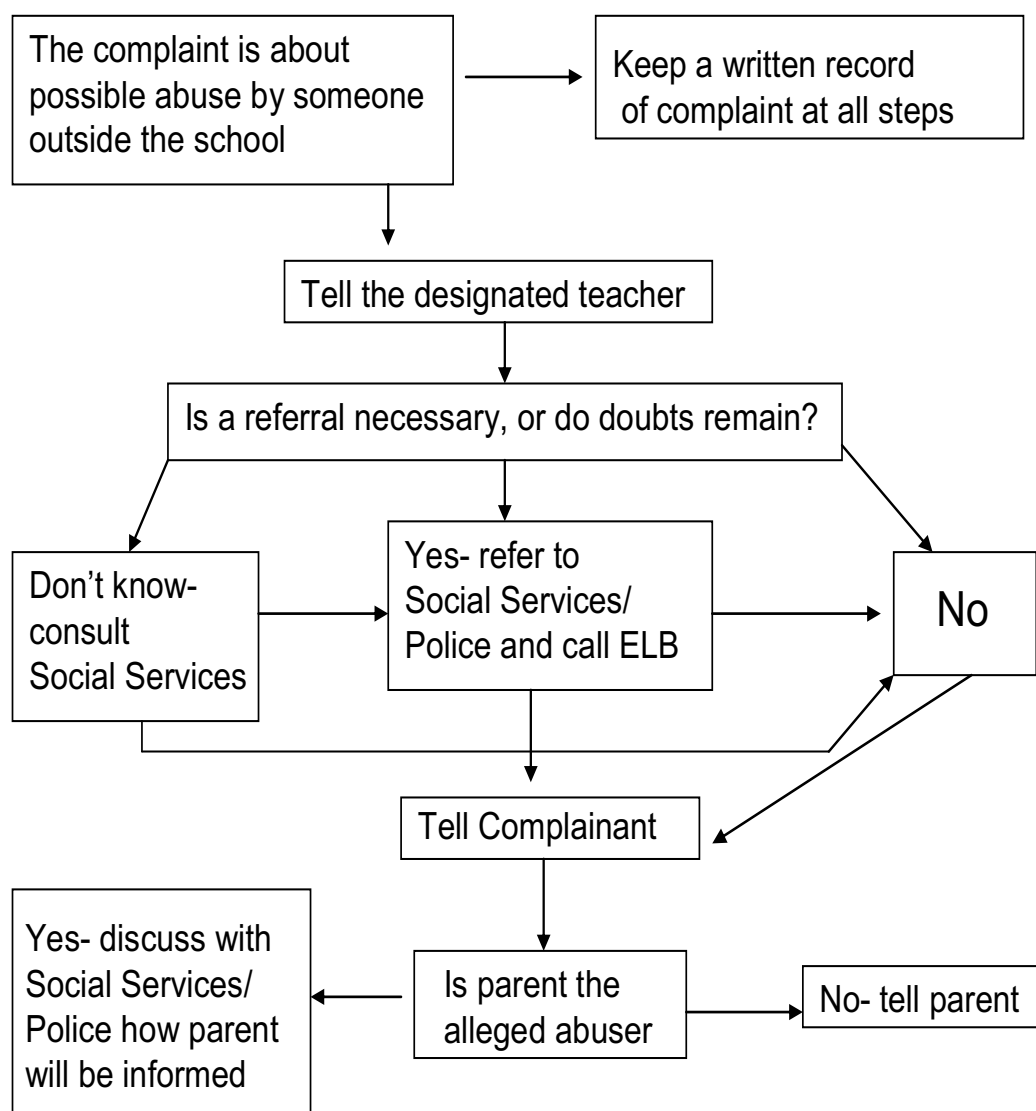 The complaint is about
possible abuse by someone
outside the school
Keep a written record
of complaint at all steps
Tell the designated teacher
Is a referral necessary, or do doubts remain?
Don’t know-
consult
Social Services
Yes- refer to
Social Services/
Police and call ELB
No
Tell Complainant
Yes- discuss with
Social Services/
Police how parent
will be informed
Is parent the
alleged abuser
No- tell parent